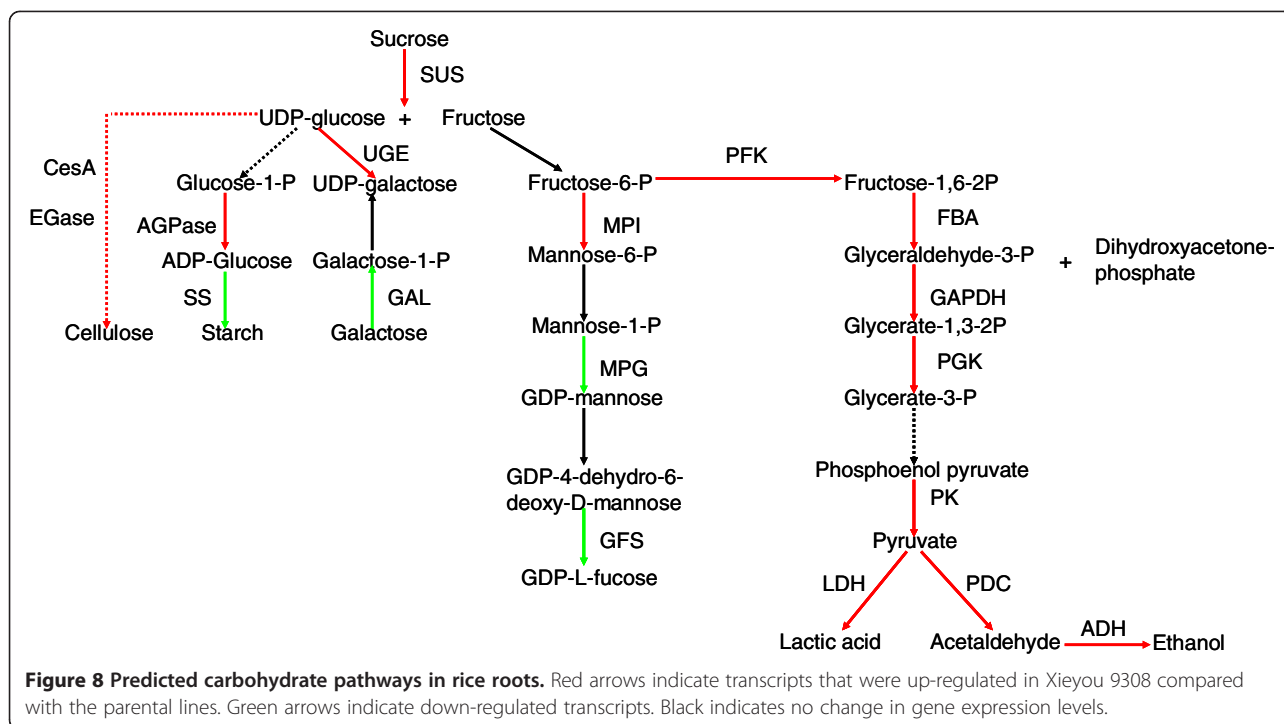 Sucrose
SUS
UDP-glucose + Fructose
CesA
UGE
PFK
Glucose-1-P
UDP-galactose
Fructose-6-P
Fructose-1,6-2P
EGase
AGPase
MPI
FBA
ADP-Glucose
Galactose-1-P
Mannose-6-P
Glyceraldehyde-3-P
+
Dihydroxyacetone-
phosphate
SS
GAL
GAPDH
Cellulose
Starch
Galactose
Mannose-1-P
Glycerate-1,3-2P
MPG
PGK
GDP-mannose
Glycerate-3-P
GDP-4-dehydro-6-
deoxy-D-mannose
Phosphoenol pyruvate
PK
GFS
Pyruvate
GDP-L-fucose
LDH
PDC
Lactic acid
Acetaldehyde
ADH
Ethanol
Figure 8 Predicted carbohydrate pathways in rice roots. Red arrows indicate transcripts that were up-regulated in Xieyou 9308 compared
with the parental lines. Green arrows indicate down-regulated transcripts. Black indicates no change in gene expression levels.